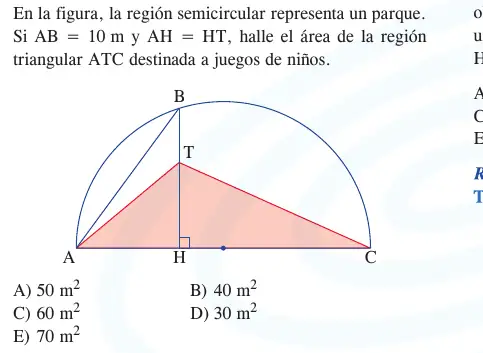 En la figura, la región semicircular representa un parque.
Si AB = 10 m y AH = HT, halle el área de la región
triangular ATC destinada a juegos de niños.
B
T
A
H
C
A) 50 m²
B) 40 m²
C) 60 m²
D) 30 m²
E) 70 m²
o
u
H
A
C
E
R
T